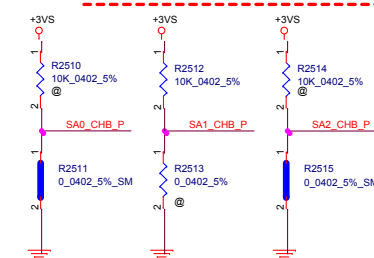 +3VS +3VS +3VS
1 1 1
R2510 R2512 R2514
10K_0402_5% 10K_0402_5% 10K_0402_5%
@ @
2 2 2
SA0_CHB_P SA1_CHB_P SA2_CHB_P
1 1 1
R2511 R2513 R2515
0_0402_5%_SM 0_0402_5% 0_0402_5%_SM
@
2 2 2